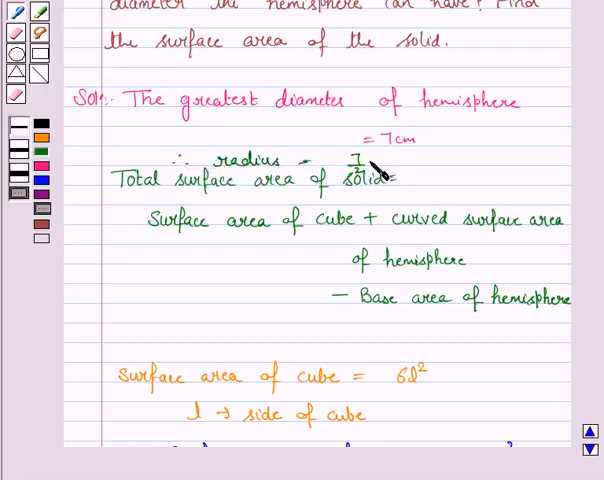 diameter the hemisphere can have? Find
the surface area of the solid.
Soln:- The greatest diameter of hemisphere
= 7cm
∴ radius - 7/2
Total surface area of solid=
Surface area of cube + curved surface area
of hemisphere
- Base area of hemisphere
Surface area of cube = 6l²
l → side of cube